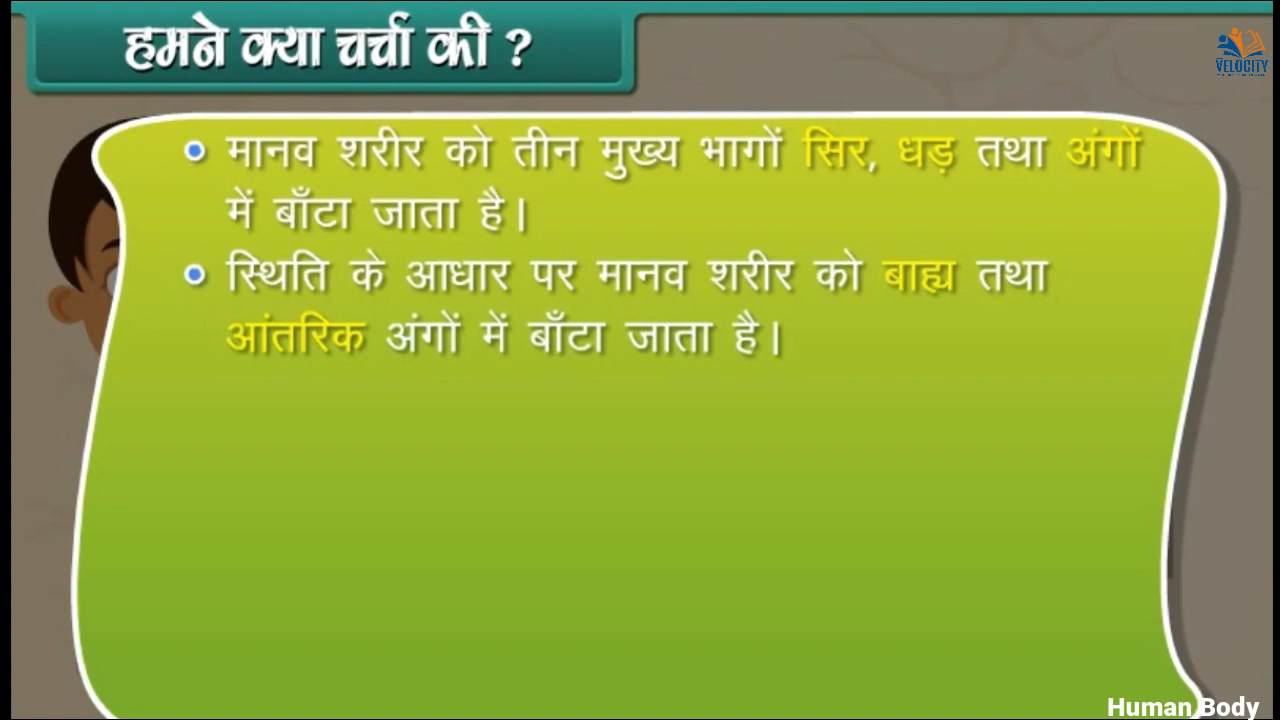 हमने क्या चर्चा की ?
VELOCITY
• मानव शरीर को तीन मुख्य भागों सिर, धड़ तथा अंगों
में बाँटा जाता है।
• स्थिति के आधार पर मानव शरीर को बाह्य तथा
आंतरिक अंगों में बाँटा जाता है।
Human Body